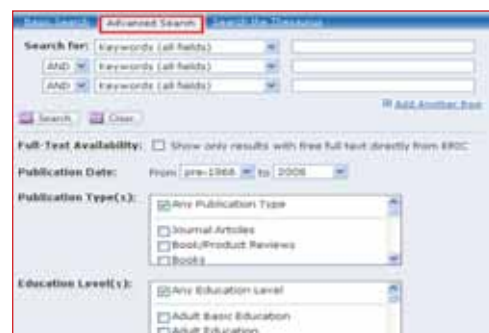 Basic Search Advanced Search Search the Thesaurus
Search for: Keywords (all fields)
AND Keywords (all fields)
AND Keywords (all fields)
Add Another Row
Search Clear
Full-Text Availability: Show only results with free full text directly from ERIC
Publication Date: From pre-1966 to 2006
Publication Type(s): Any Publication Type
Journal Articles
Book/Product Reviews
Books
Education Level(s): Any Education Level
Adult Basic Education
Adult Education